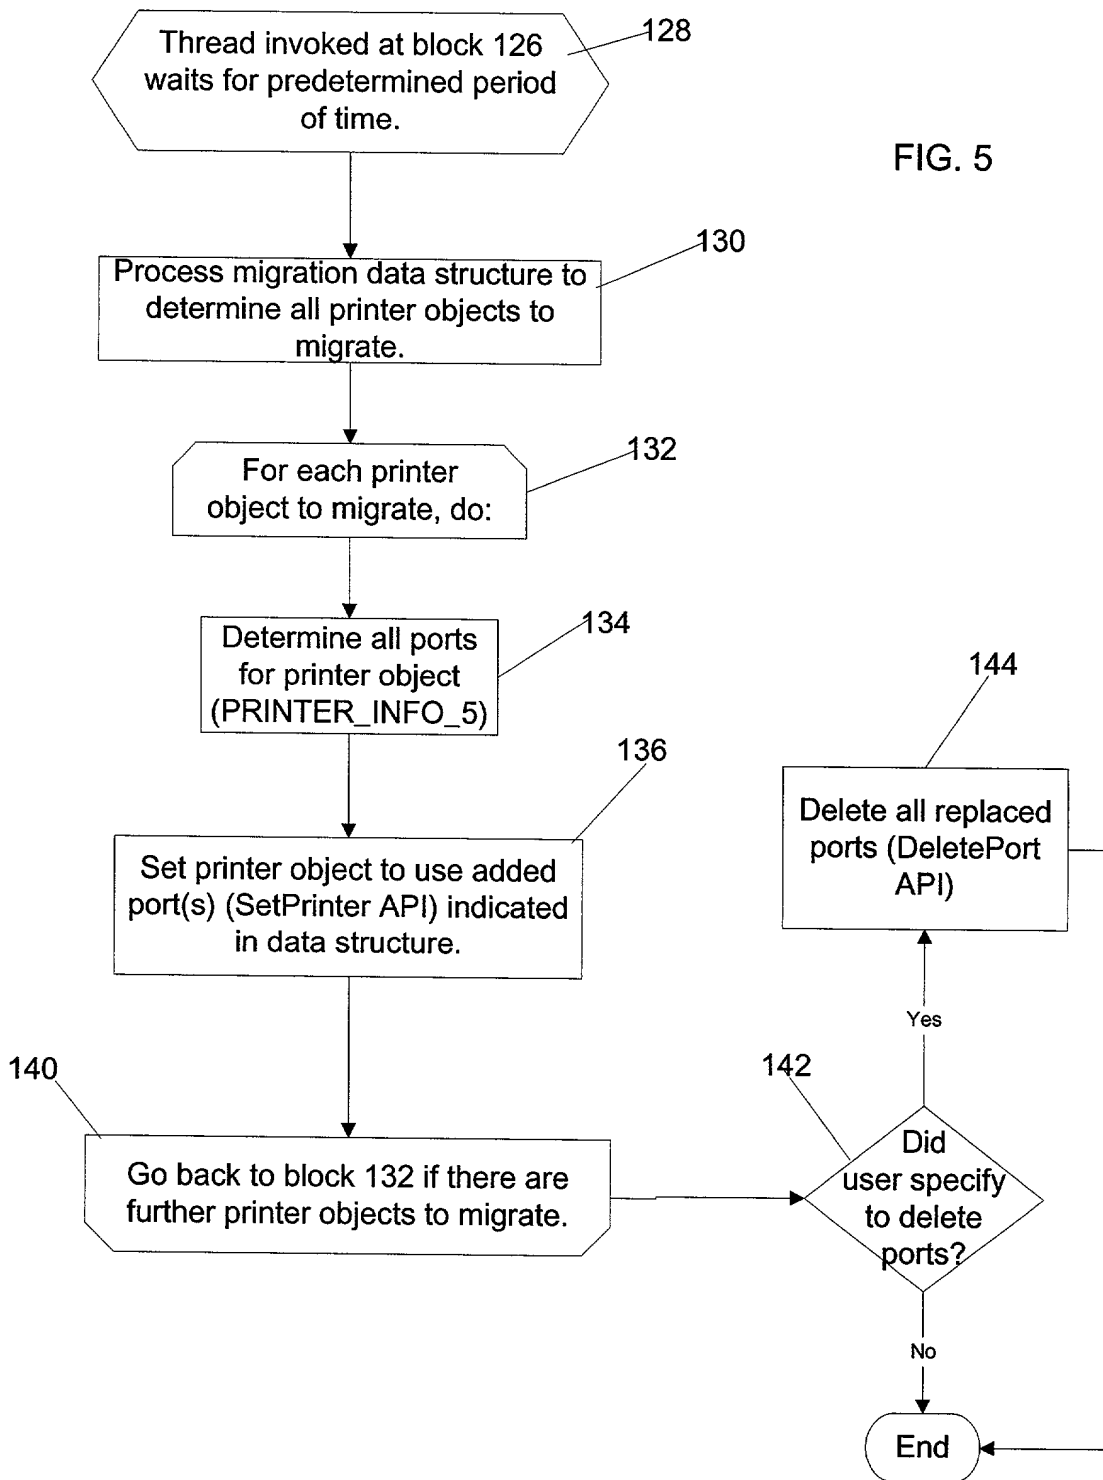 Thread invoked at block 126
waits for predetermined period
of time.
128
FIG. 5
130
Process migration data structure to
determine all printer objects to
migrate.
132
For each printer
object to migrate, do:
134
Determine all ports
for printer object
(PRINTER_INFO_5)
136
Set printer object to use added
port(s) (SetPrinter API) indicated
in data structure.
140
Go back to block 132 if there are
further printer objects to migrate.
142
Did
user specify
to delete
ports?
Yes
144
Delete all replaced
ports (DeletePort
API)
No
End